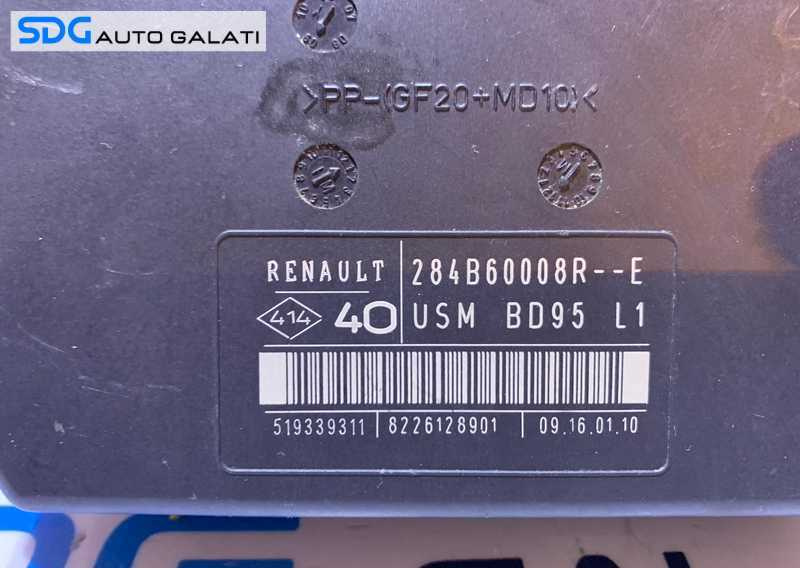 SDG AUTO GALATI
>PP-(GF20+MD10)<
RENAULT 284B60008R--E
414 40 USM BD95 L1
519339311 8226128901 09.16.01.10